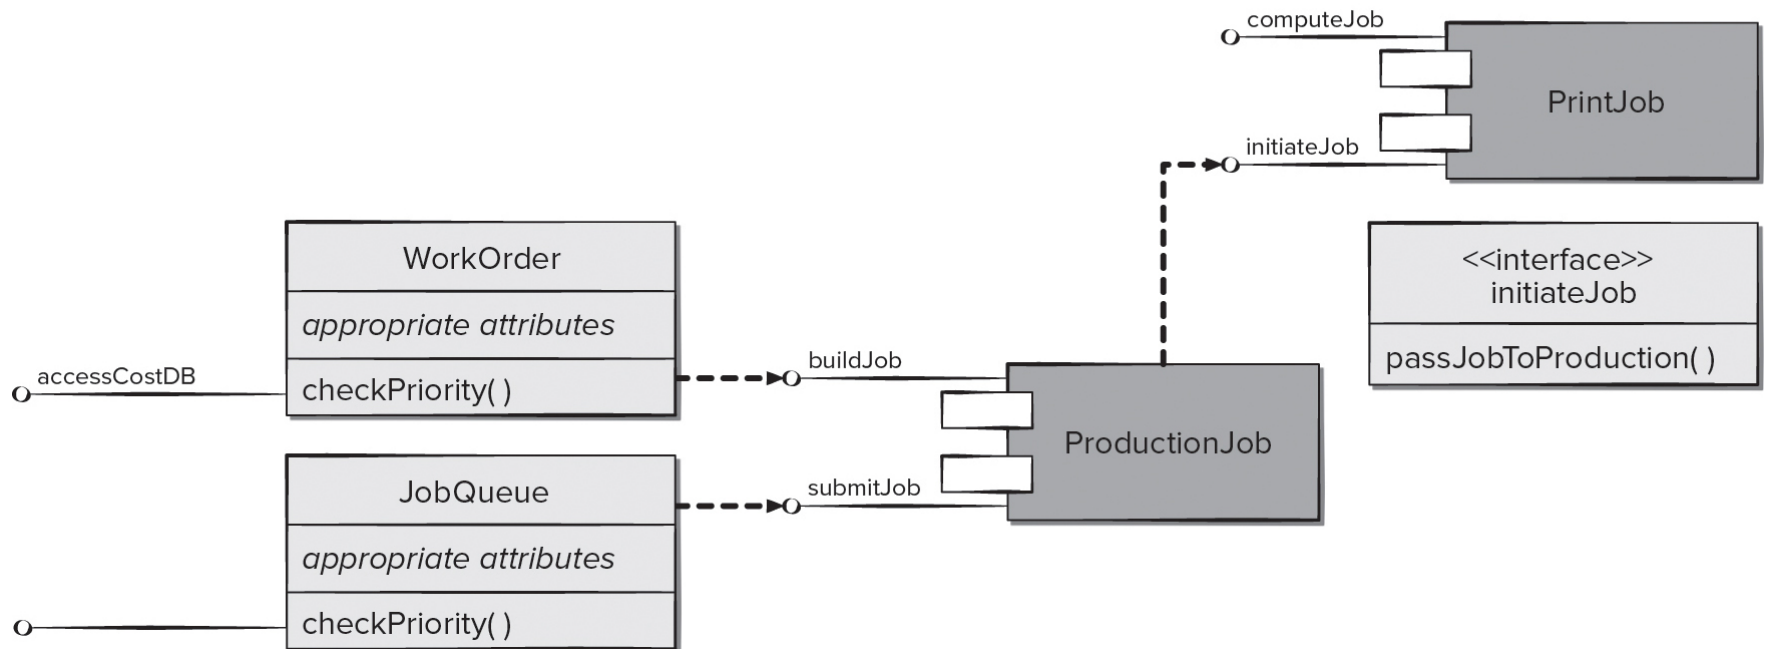 computeJob
PrintJob
initiateJob
<<interface>>
initiateJob
passJobToProduction( )
WorkOrder
appropriate attributes
checkPriority( )
accessCostDB
buildJob
ProductionJob
submitJob
JobQueue
appropriate attributes
checkPriority( )